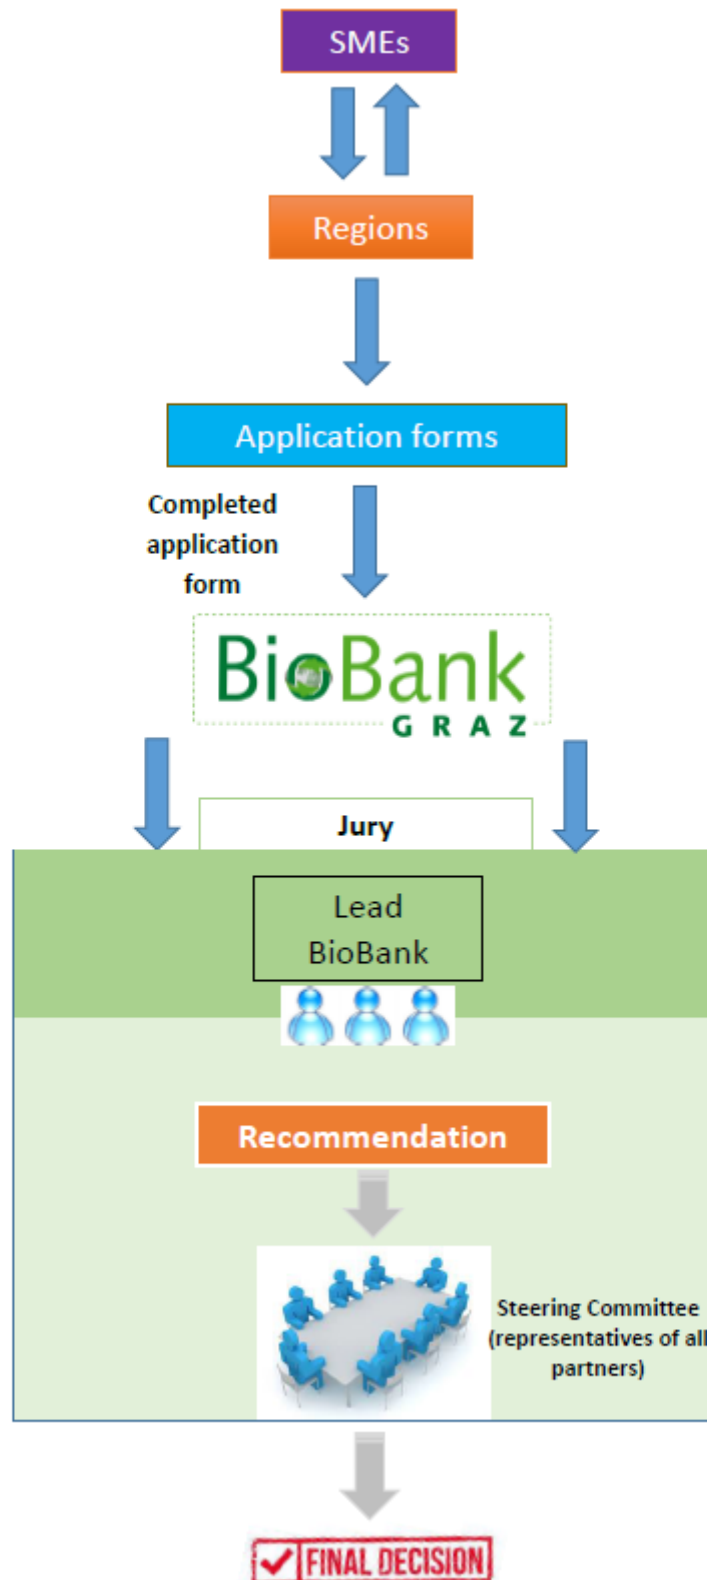 SMEs
Regions
Application forms
Completed
application
form
BioBank
GRAZ
Jury
Lead
BioBank
Recommendation
Steering Committee
(representatives of all
partners)
FINAL DECISION